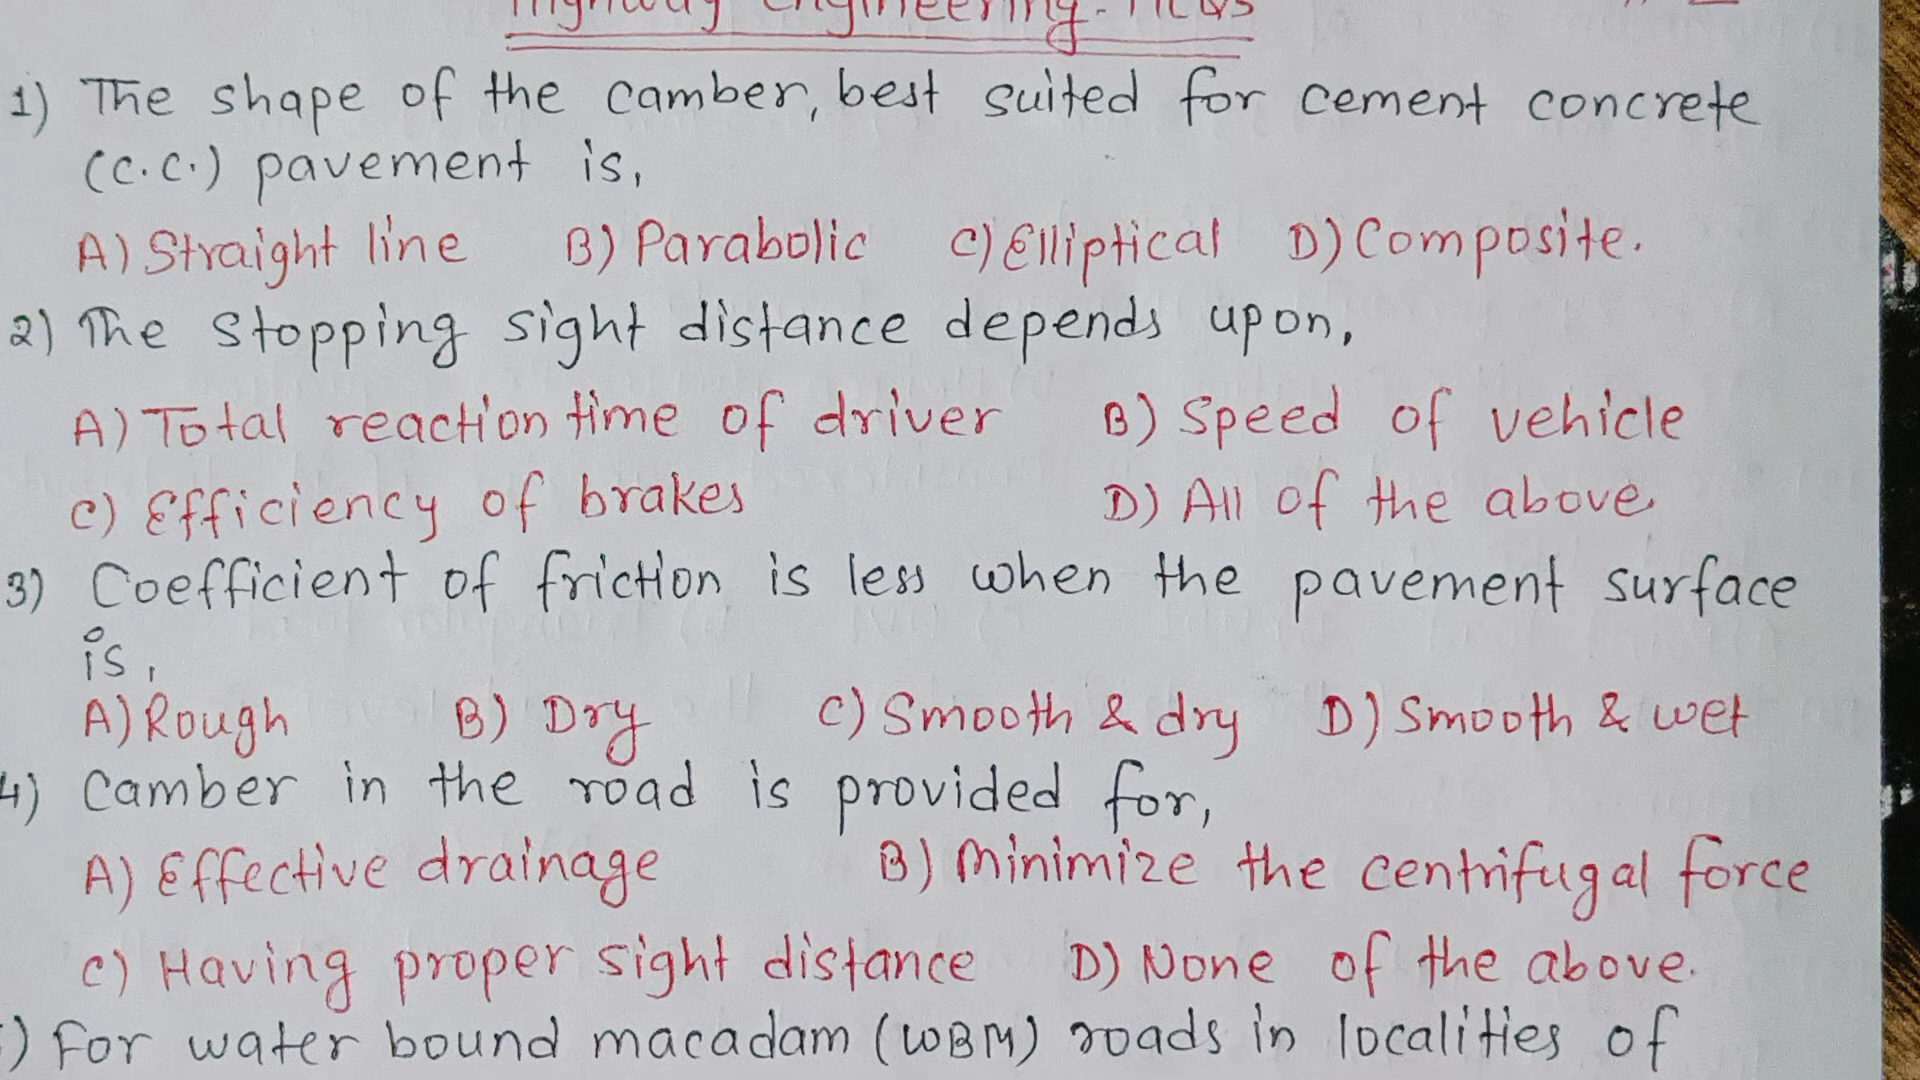 Highway Engineering - MCQs
1) The shape of the camber, best suited for cement concrete
(C.C.) pavement is,
A) Straight line B) Parabolic C) Elliptical D) Composite.
2) The stopping sight distance depends upon,
A) Total reaction time of driver B) Speed of vehicle
C) Efficiency of brakes D) All of the above
3) Coefficient of friction is less when the pavement surface
is,
A) Rough B) Dry C) Smooth & dry D) Smooth & wet
4) Camber in the road is provided for,
A) Effective drainage B) Minimize the centrifugal force
C) Having proper sight distance D) None of the above.
) For water bound macadam (WBM) roads in localities of